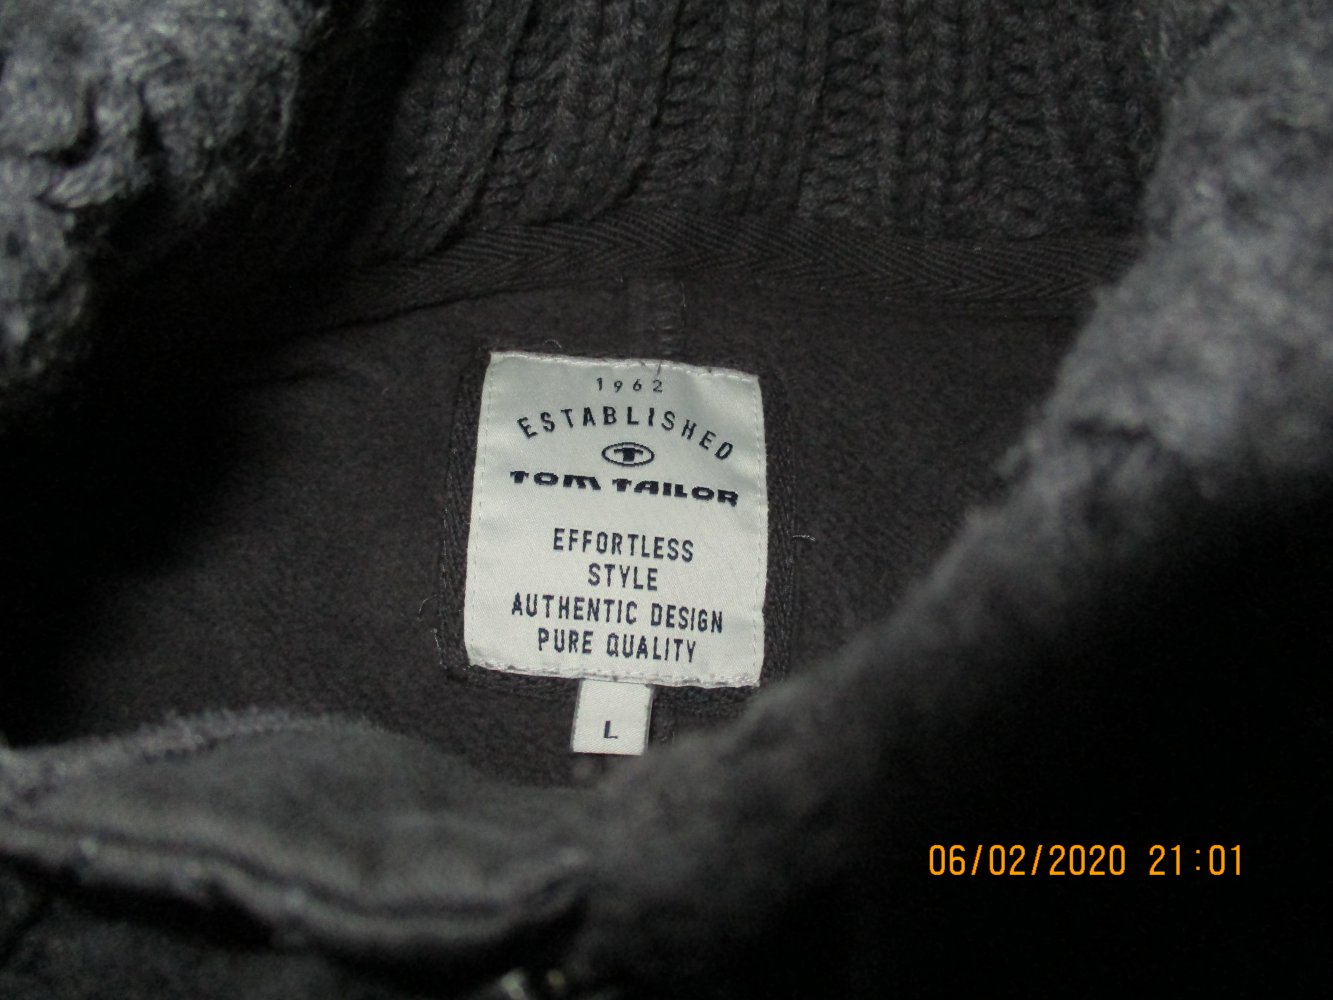 1962
ESTABLISHED
T
TOM TAILOR
EFFORTLESS
STYLE
AUTHENTIC DESIGN
PURE QUALITY
L
06/02/2020 21:01